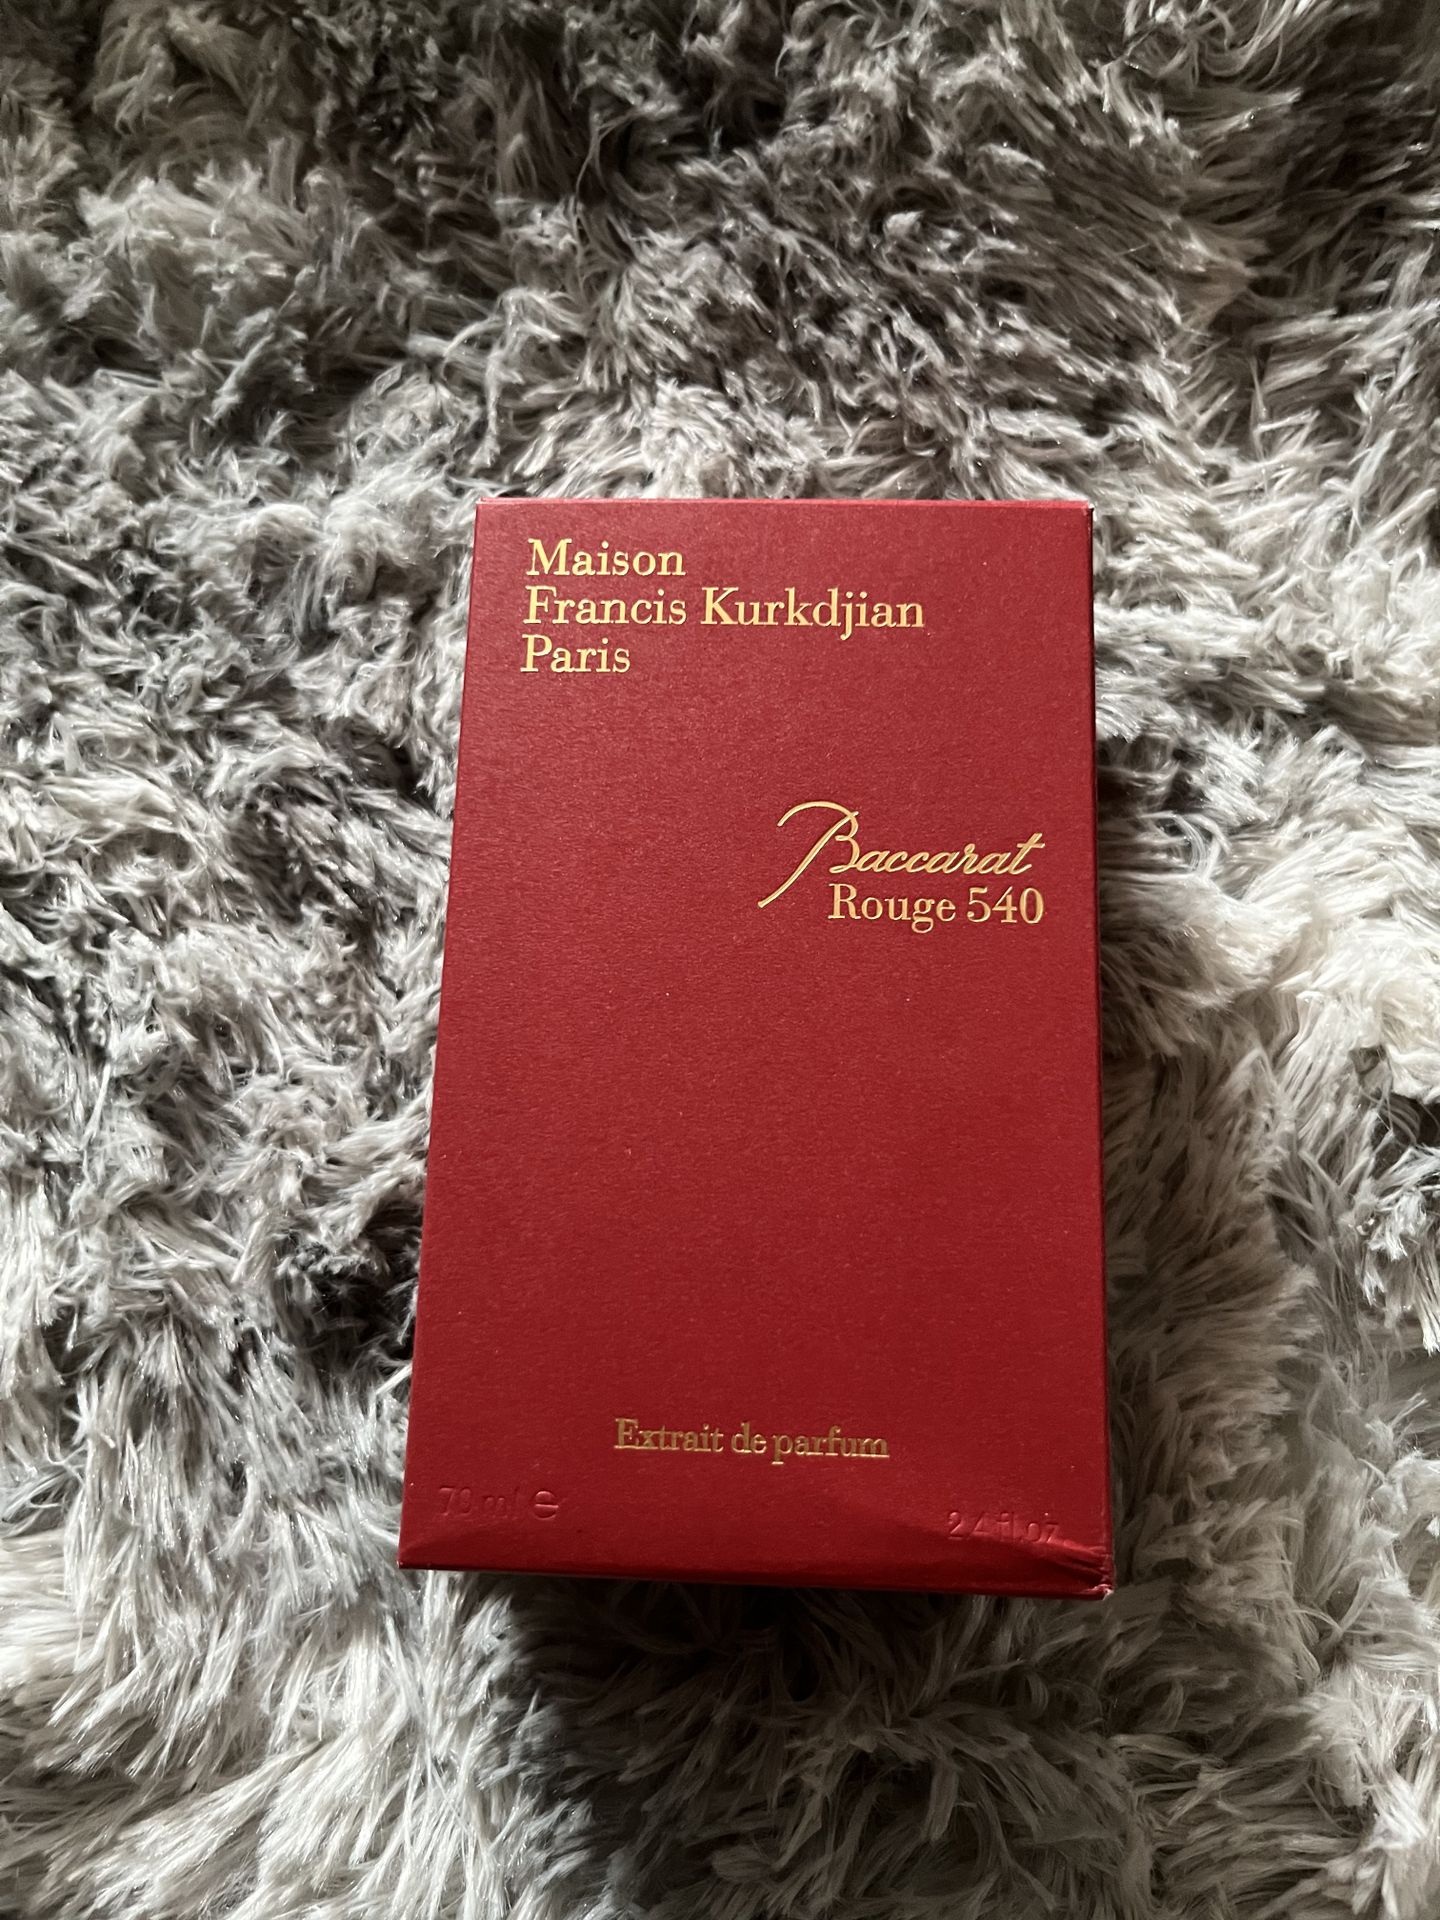 Maison
Francis Kurkdjian
Paris
Baccarat
Rouge 540
Extrait de parfum
70 ml ℮
2.4 fl.oz